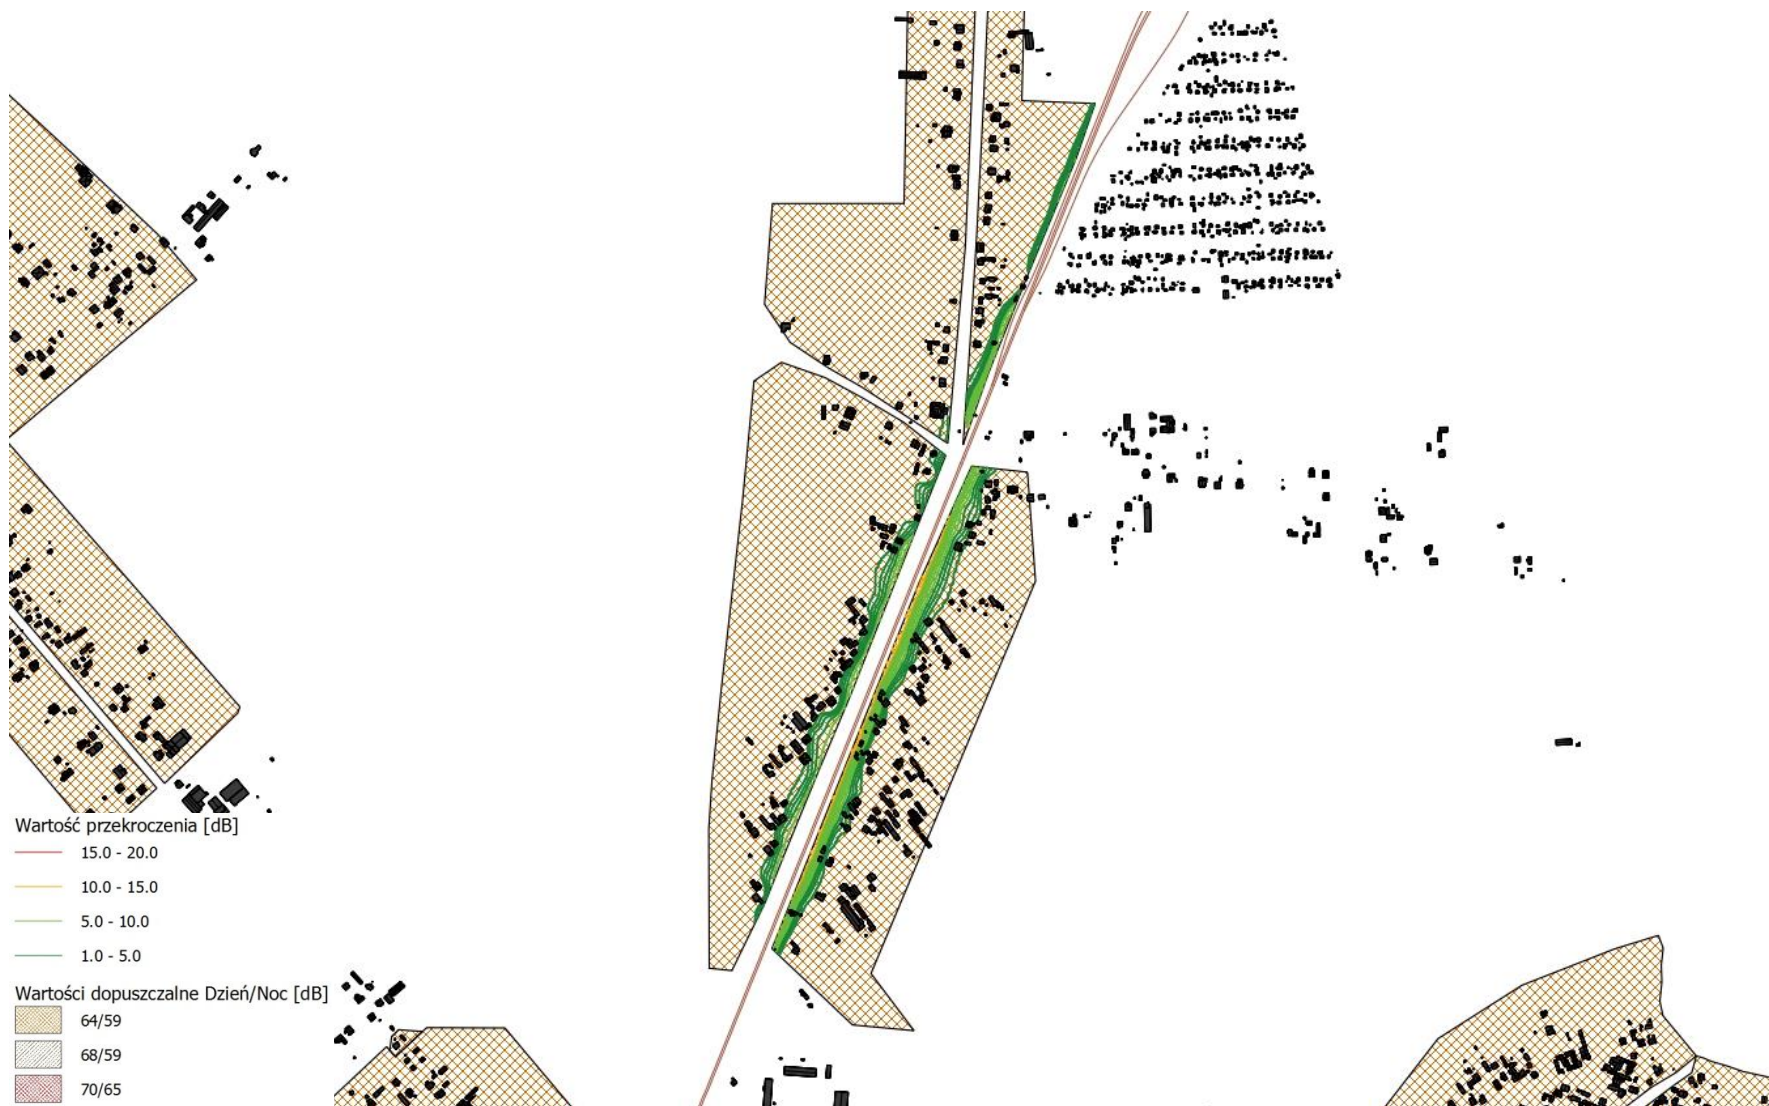 Wartość przekroczenia [dB]
15.0 - 20.0
10.0 - 15.0
5.0 - 10.0
1.0 - 5.0
Wartości dopuszczalne Dzień/Noc [dB]
64/59
68/59
70/65